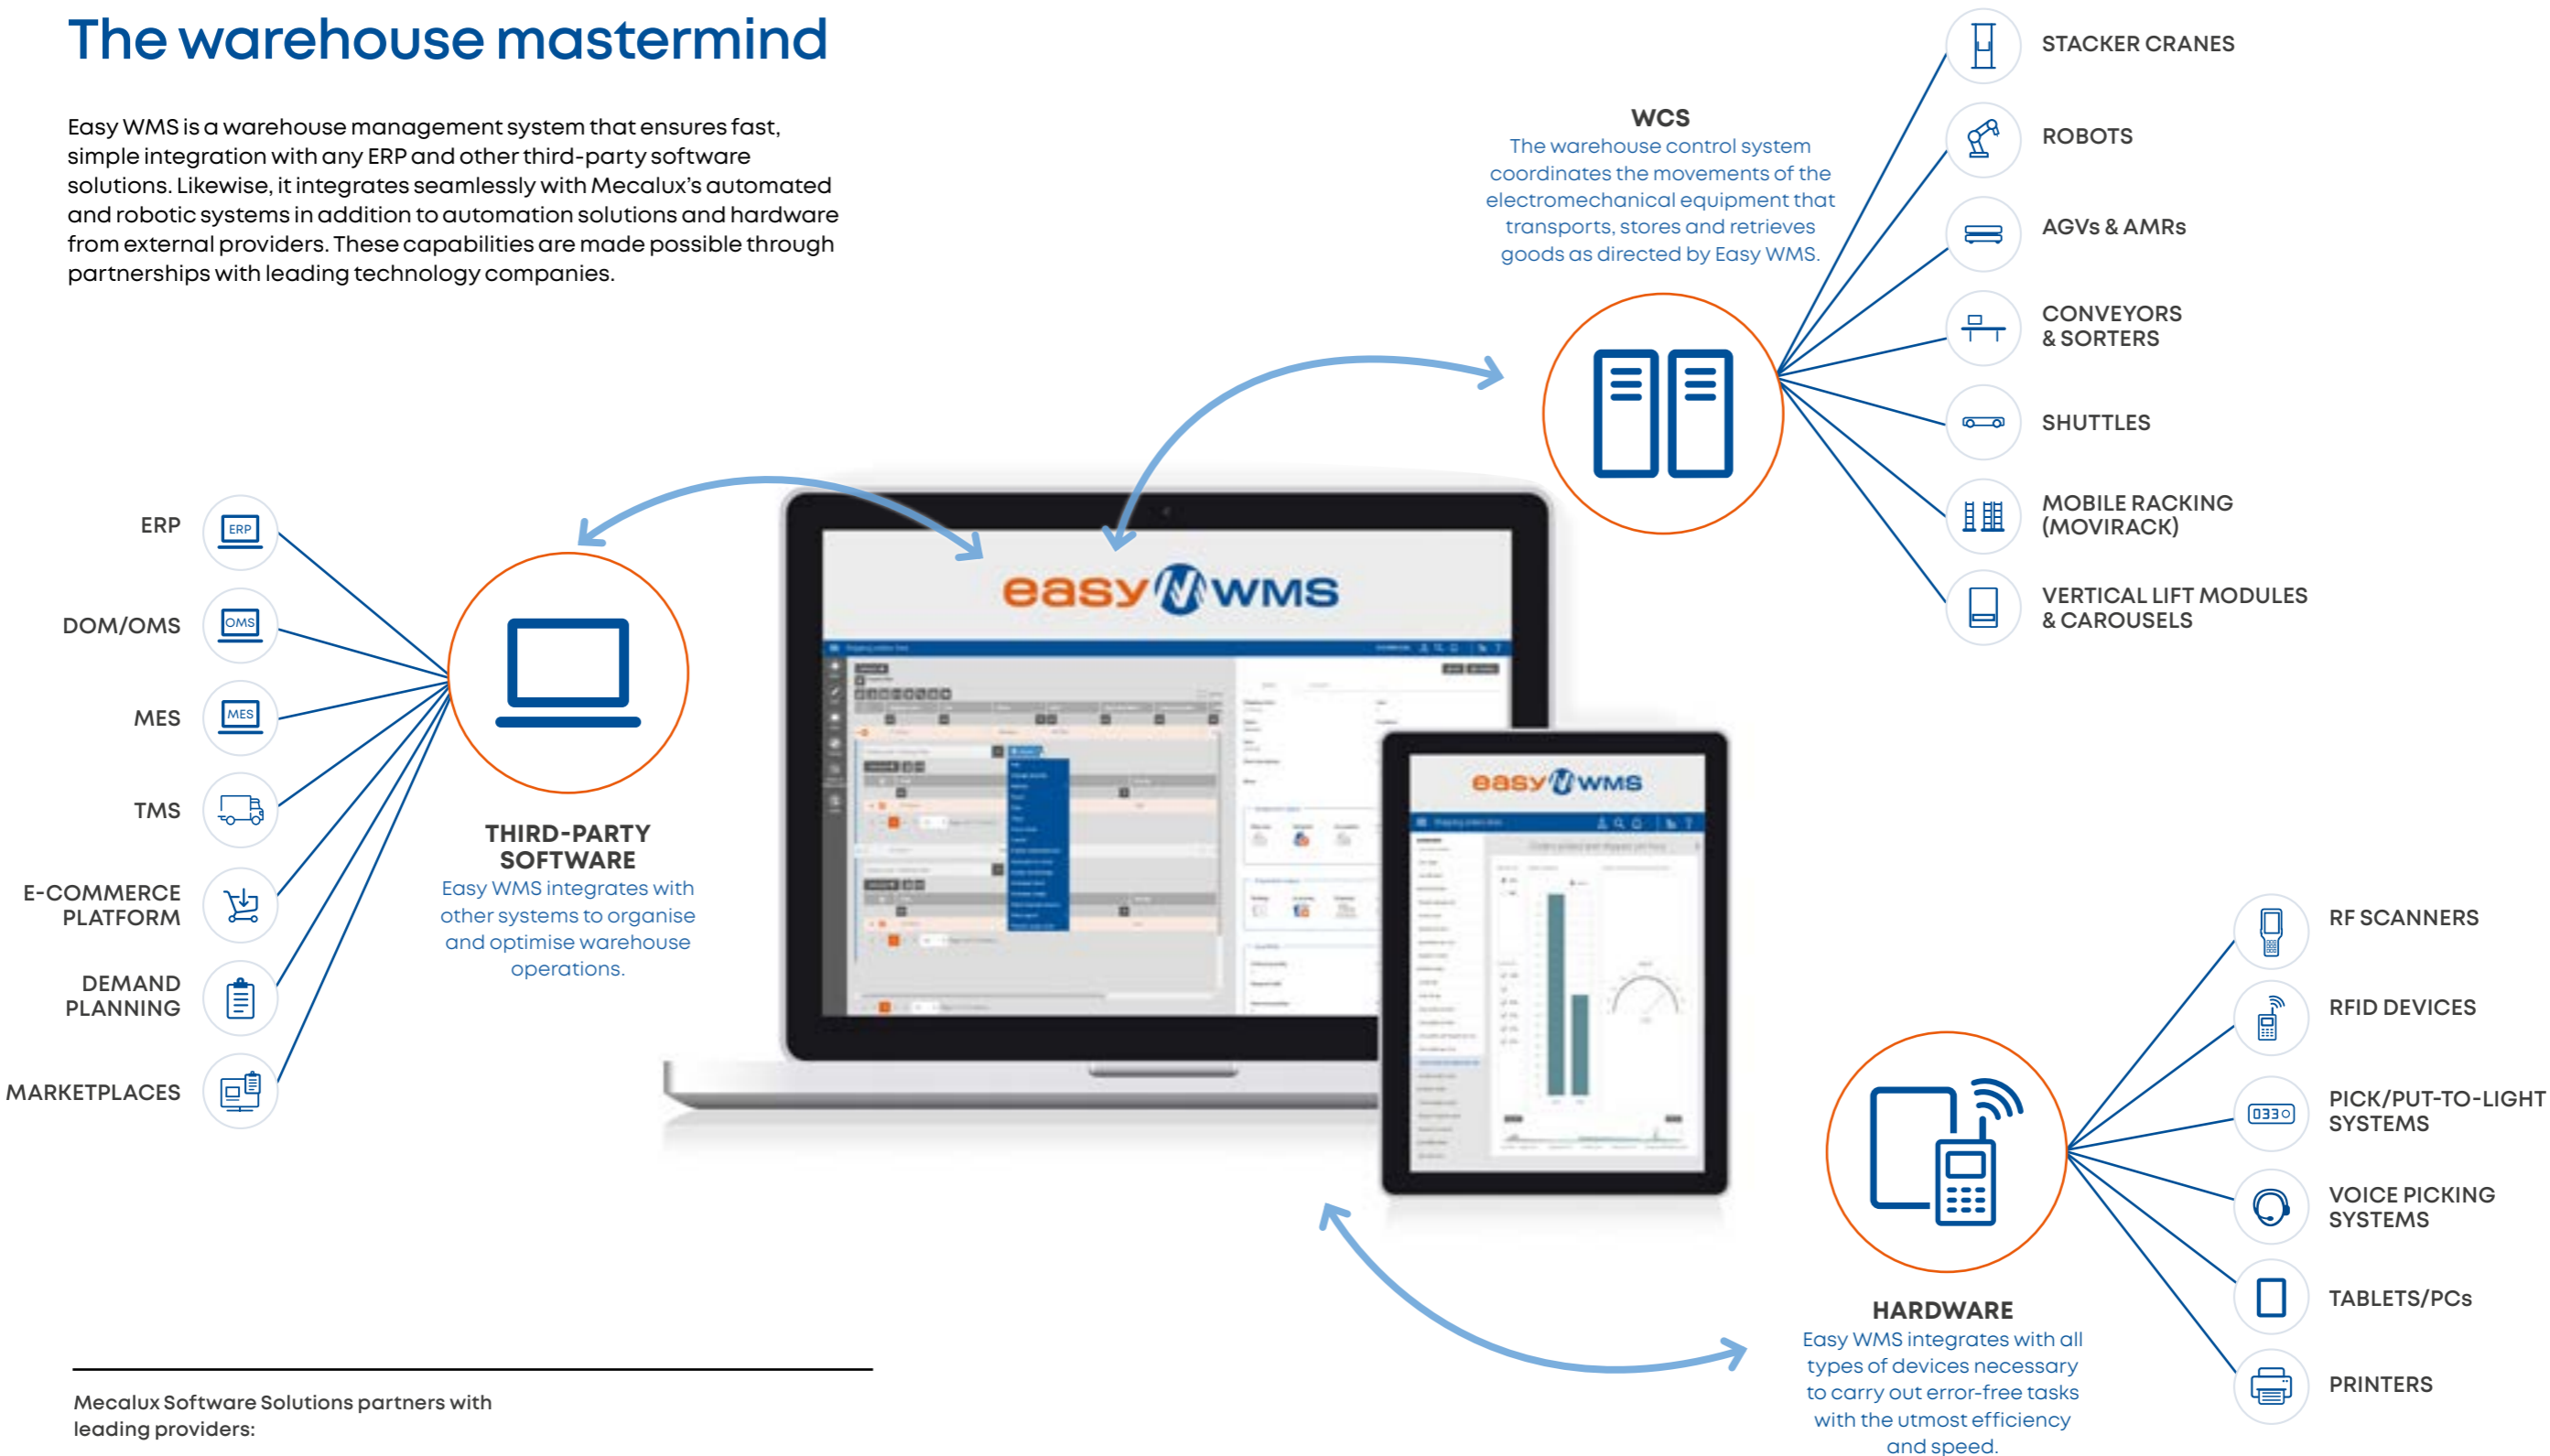 The warehouse mastermind
Easy WMS is a warehouse management system that ensures fast,
simple integration with any ERP and other third-party software
solutions. Likewise, it integrates seamlessly with Mecalux's automated
and robotic systems in addition to automation solutions and hardware
from external providers. These capabilities are made possible through
partnerships with leading technology companies.
WCS
The warehouse control system
coordinates the movements of the
electromechanical equipment that
transports, stores and retrieves
goods as directed by Easy WMS.
STACKER CRANES
ROBOTS
AGVs & AMRs
CONVEYORS
& SORTERS
SHUTTLES
MOBILE RACKING
(MOVIRACK)
VERTICAL LIFT MODULES
& CAROUSELS
ERP
ERP
DOM/OMS
OMS
MES
MES
TMS
E-COMMERCE
PLATFORM
DEMAND
PLANNING
MARKETPLACES
THIRD-PARTY
SOFTWARE
Easy WMS integrates with
other systems to organise
and optimise warehouse
operations.
easy WMS
easy WMS
RF SCANNERS
RFID DEVICES
PICK/PUT-TO-LIGHT
SYSTEMS
033
VOICE PICKING
SYSTEMS
TABLETS/PCs
PRINTERS
HARDWARE
Easy WMS integrates with all
types of devices necessary
to carry out error-free tasks
with the utmost efficiency
and speed.
Mecalux Software Solutions partners with
leading providers: